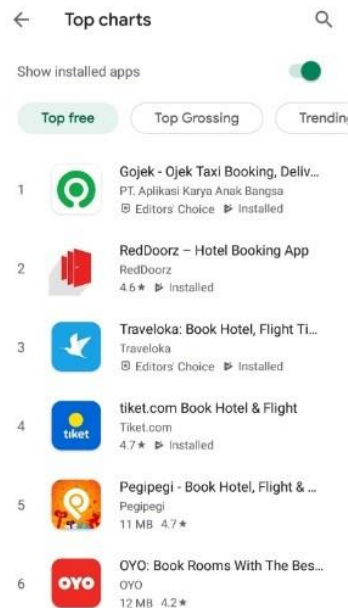 Top charts
Show installed apps
Top free
Top Grossing
Trending
1
Gojek - Ojek Taxi Booking, Deliv...
PT. Aplikasi Karya Anak Bangsa
Editors' Choice Installed
2
RedDoorz – Hotel Booking App
RedDoorz
4.6★ Installed
3
Traveloka: Book Hotel, Flight Ti...
Traveloka
Editors' Choice Installed
4
tiket
tiket.com Book Hotel & Flight
Tiket.com
4.7★ Installed
5
Pegipegi - Book Hotel, Flight & ...
Pegipegi
11 MB 4.7★
6
OYO
OYO: Book Rooms With The Bes...
OYO
12 MB 4.2★